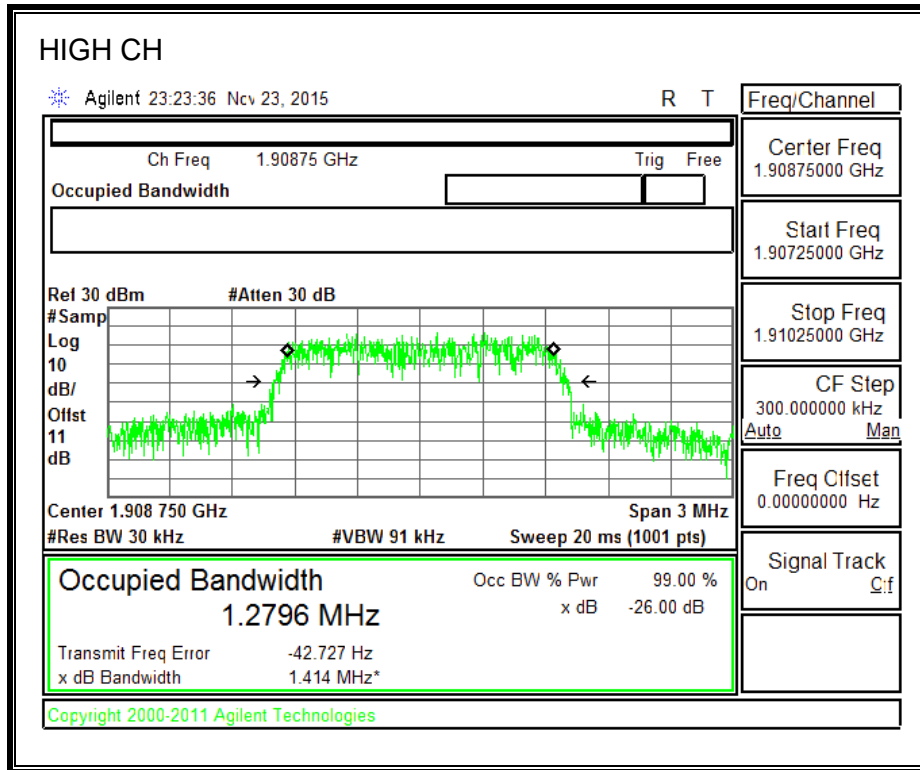 HIGH CH
Agilent 23:23:36 Nov 23, 2015 R T
Freq/Channel
Ch Freq 1.90875 GHz Trig Free
Occupied Bandwidth
Center Freq
1.90875000 GHz
Start Freq
1.90725000 GHz
Stop Freq
1.91025000 GHz
CF Step
300.000000 kHz
Auto Man
Freq Offset
0.00000000 Hz
Signal Track
On Off
Ref 30 dBm #Atten 30 dB
#Samp
Log
10
dB/
Offst
11
dB
Center 1.908 750 GHz Span 3 MHz
#Res BW 30 kHz #VBW 91 kHz Sweep 20 ms (1001 pts)
Occupied Bandwidth Occ BW % Pwr 99.00 %
1.2796 MHz x dB -26.00 dB
Transmit Freq Error -42.727 Hz
x dB Bandwidth 1.414 MHz*
Copyright 2000-2011 Agilent Technologies